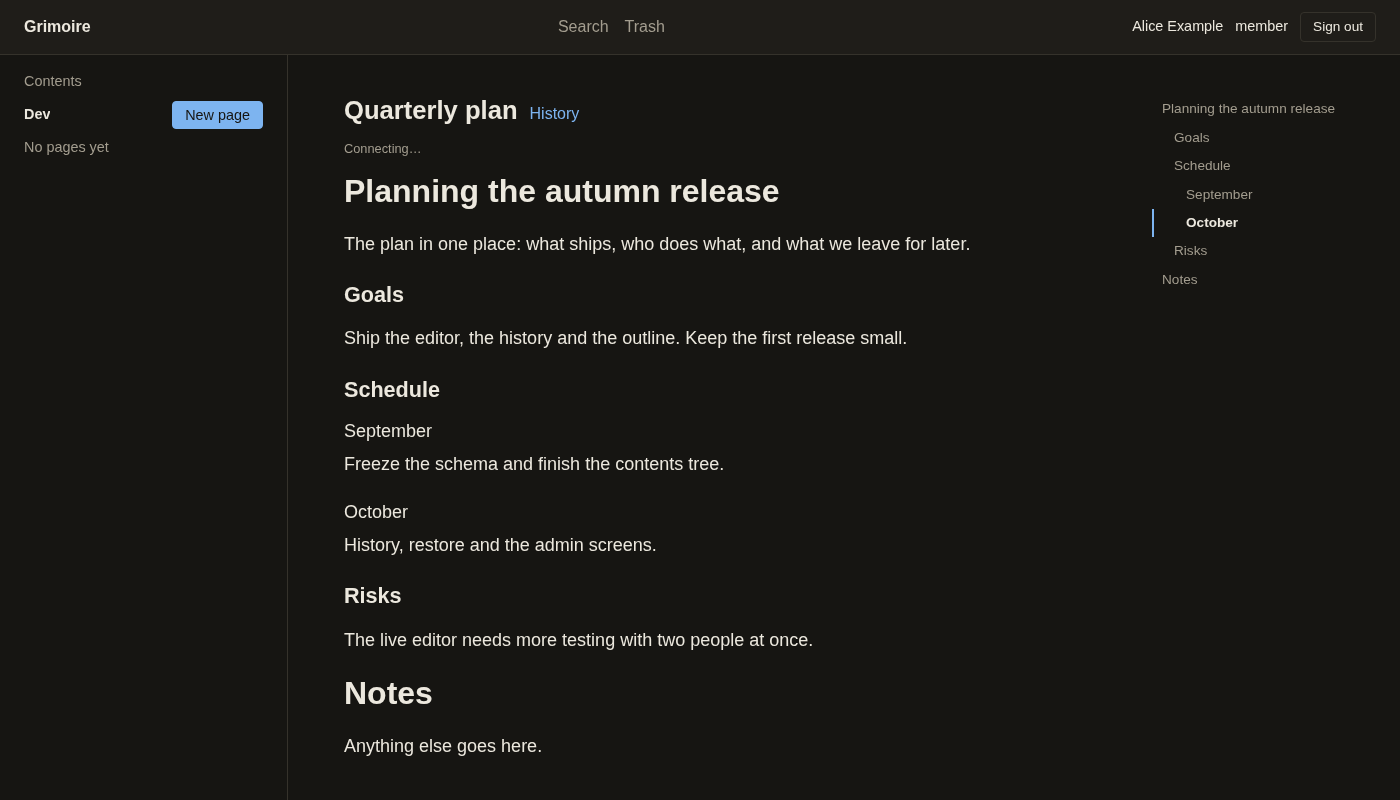 Grimoire
Search Trash
Alice Example member Sign out
Contents
Dev New page
No pages yet
Quarterly plan History
Connecting…
Planning the autumn release
The plan in one place: what ships, who does what, and what we leave for later.
Goals
Ship the editor, the history and the outline. Keep the first release small.
Schedule
September
Freeze the schema and finish the contents tree.
October
History, restore and the admin screens.
Risks
The live editor needs more testing with two people at once.
Notes
Anything else goes here.
Planning the autumn release
Goals
Schedule
September
October
Risks
Notes